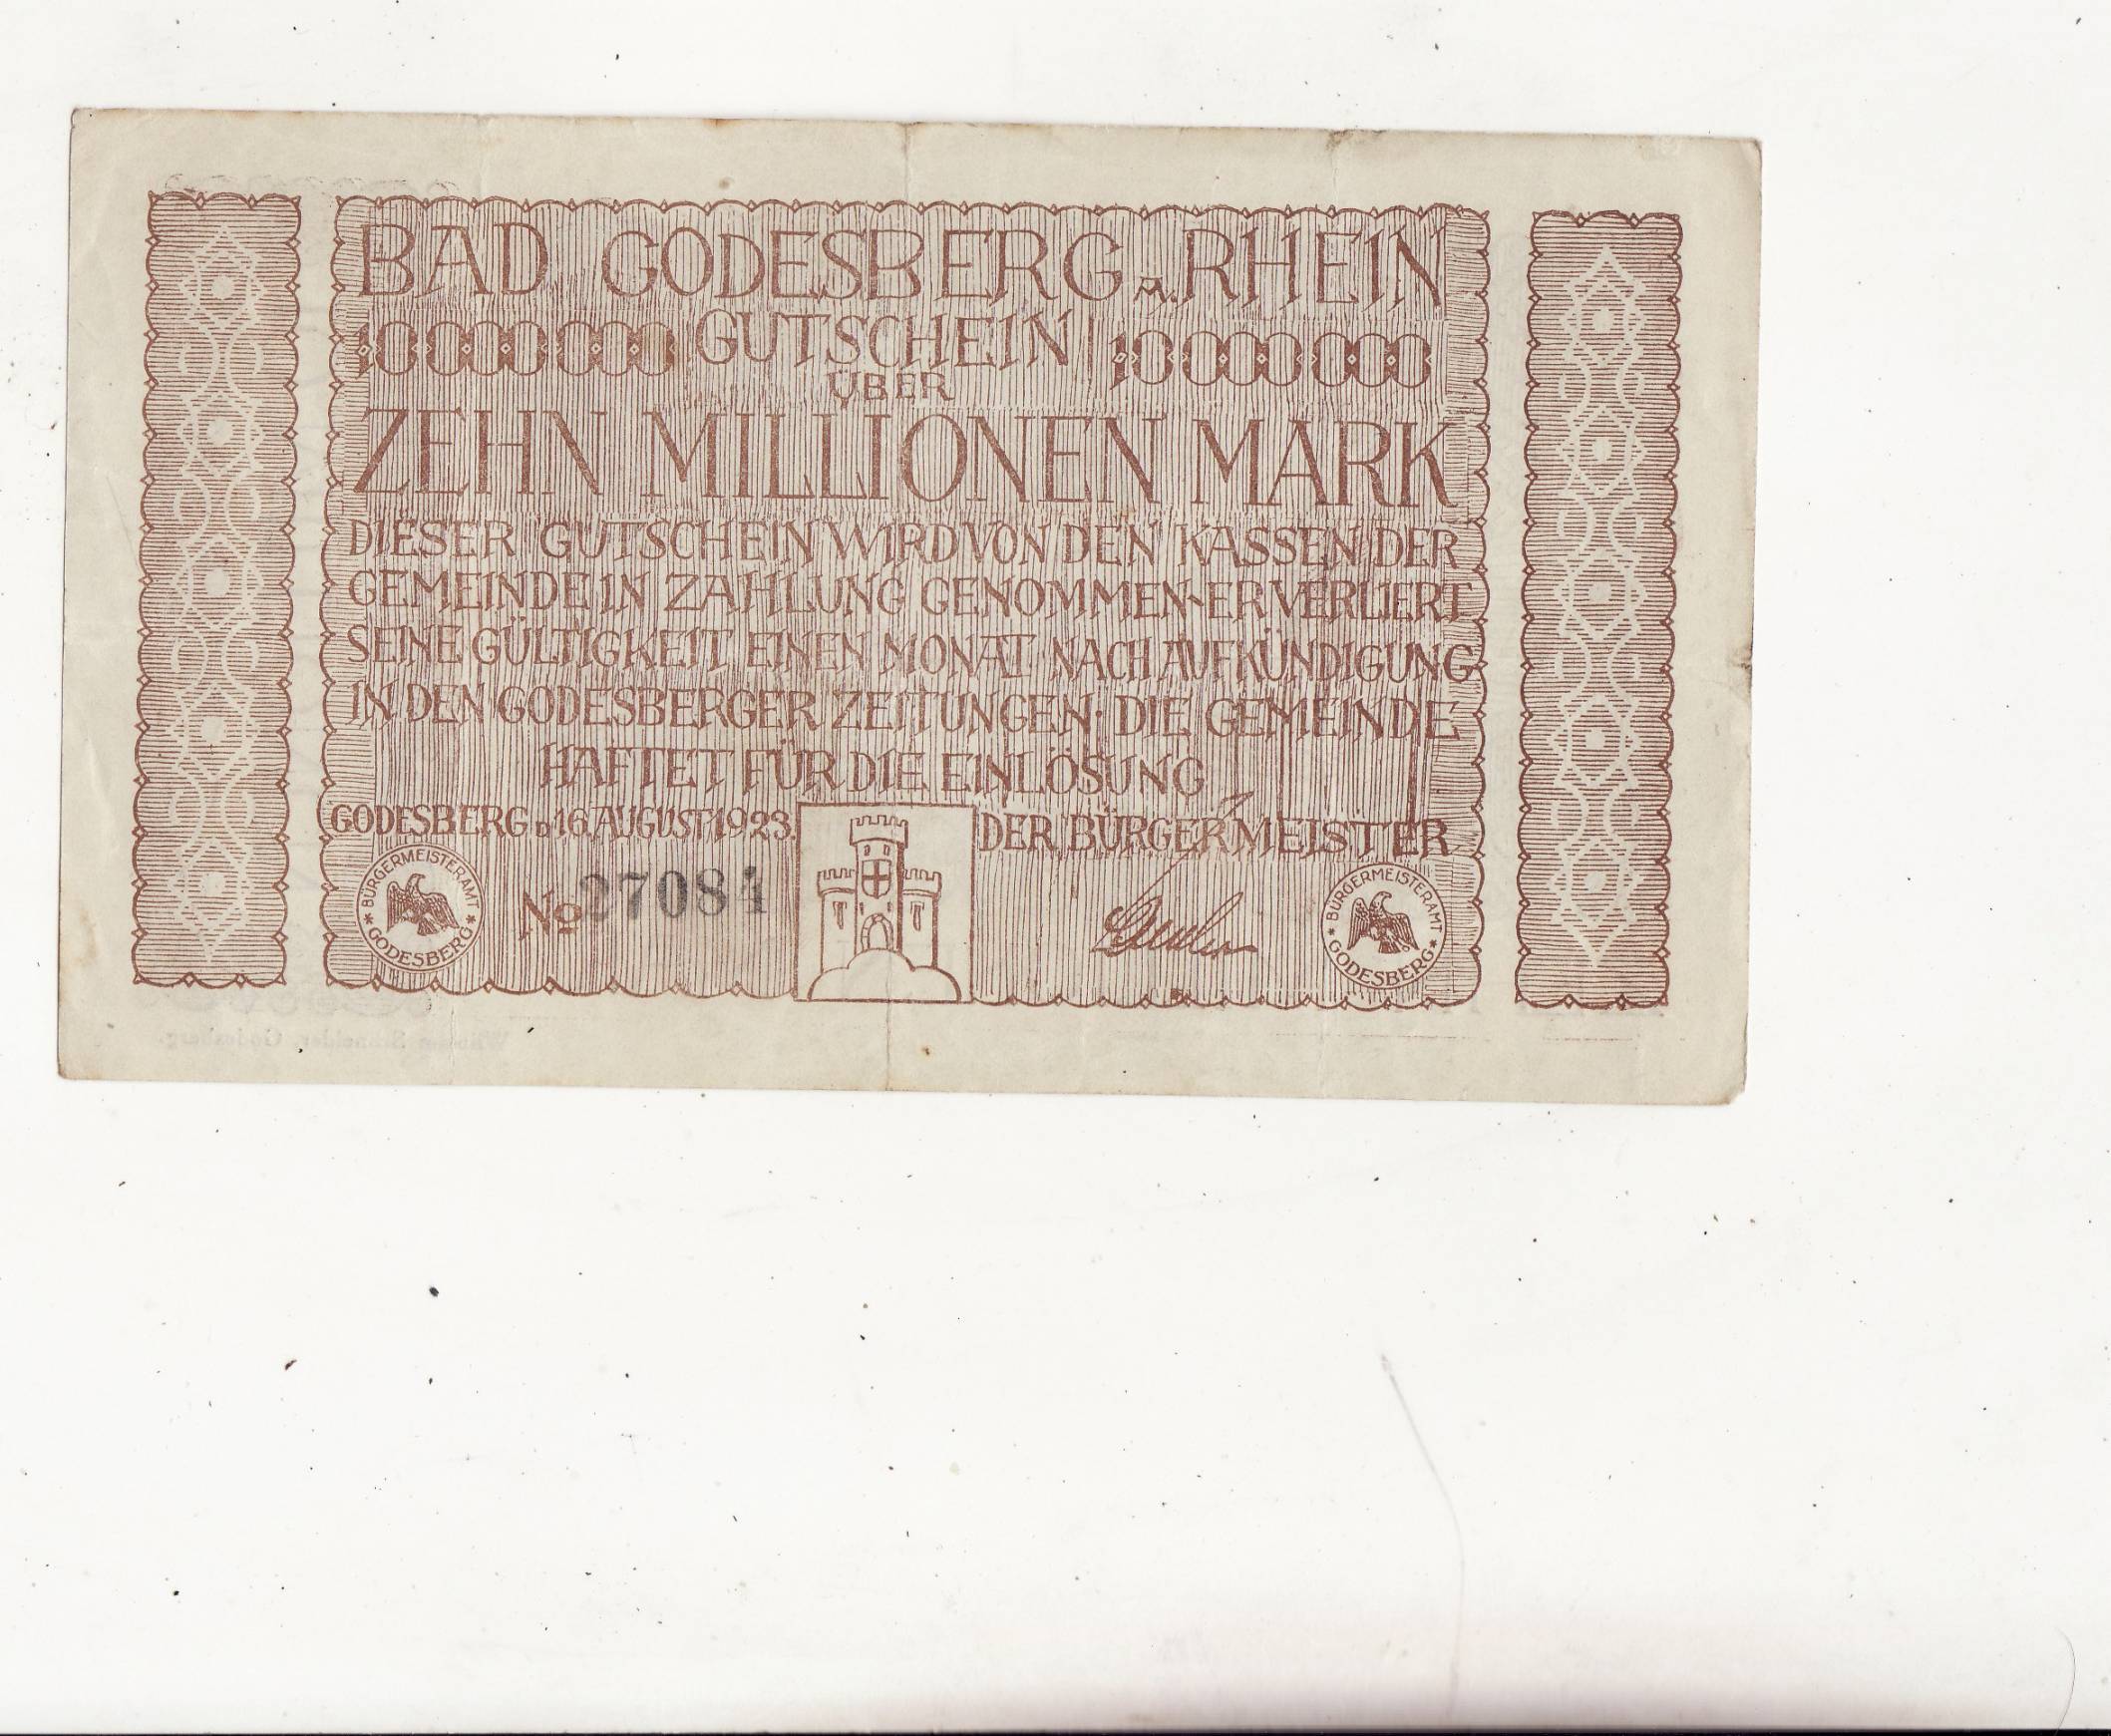 BAD GODESBERG A. RHEIN
10000000 GUTSCHEIN 10000000
ÜBER
ZEHN MILLIONEN MARK
DIESER GUTSCHEIN WIRD VON DEN KASSEN DER
GEMEINDE IN ZAHLUNG GENOMMEN-ER VERLIERT
SEINE GÜLTIGKEIT EINEN MONAT NACH AUFKÜNDIGUNG
IN DEN GODESBERGER ZEITUNGEN· DIE GEMEINDE
HAFTET FÜR DIE EINLÖSUNG
GODESBERG D. 16. AUGUST 1923. DER BÜRGERMEISTER
BÜRGERMEISTERAMT
* GODESBERG *
No 27084
BÜRGERMEISTERAMT
* GODESBERG *